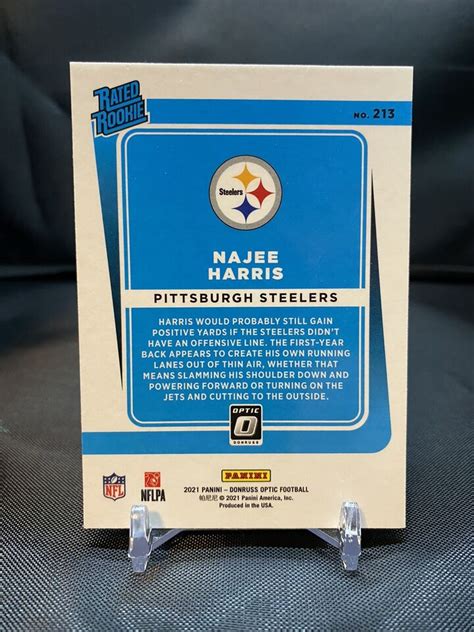 RATED
ROOKIE
NO. 213
Steelers
NAJEE
HARRIS
PITTSBURGH STEELERS
HARRIS WOULD PROBABLY STILL GAIN
POSITIVE YARDS IF THE STEELERS DIDN'T
HAVE AN OFFENSIVE LINE. THE FIRST-YEAR
BACK APPEARS TO CREATE HIS OWN RUNNING
LANES OUT OF THIN AIR, WHETHER THAT
MEANS SLAMMING HIS SHOULDER DOWN AND
POWERING FORWARD OR TURNING ON THE
JETS AND CUTTING TO THE OUTSIDE.
OPTIC
DONRUSS
NFL
NFLPA
PANINI
2021 PANINI – DONRUSS OPTIC FOOTBALL
帕尼尼 © 2021 Panini America, Inc.
Produced in the USA.